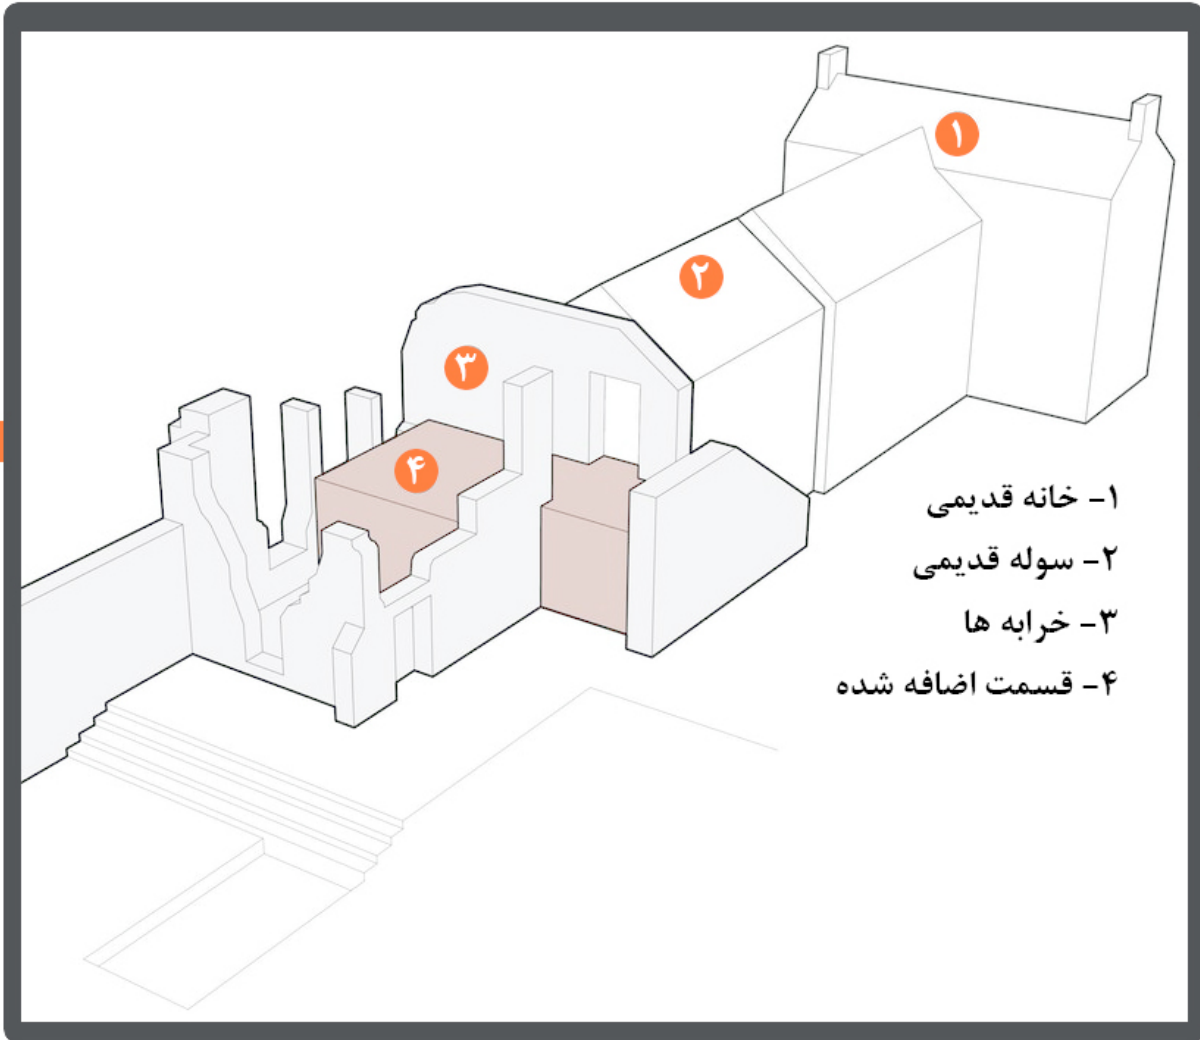 ۱
۲
۳
۴
۱- خانه قدیمی
۲- سوله قدیمی
۳- خرابه ها
۴- قسمت اضافه شده